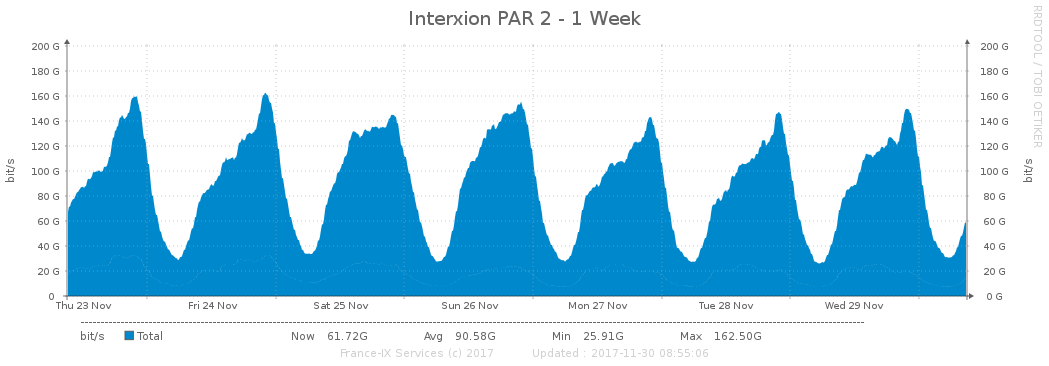 Interxion PAR 2 - 1 Week
RRDTOOL / TOBI OETIKER
bit/s
200 G 200 G
180 G 180 G
160 G 160 G
140 G 140 G
120 G 120 G
100 G 100 G
80 G 80 G
60 G 60 G
40 G 40 G
20 G 20 G
0 0 G
bit/s
Thu 23 Nov Fri 24 Nov Sat 25 Nov Sun 26 Nov Mon 27 Nov Tue 28 Nov Wed 29 Nov
bit/s Total Now 61.72G Avg 90.58G Min 25.91G Max 162.50G
France-IX Services (c) 2017 Updated : 2017-11-30 08:55:06